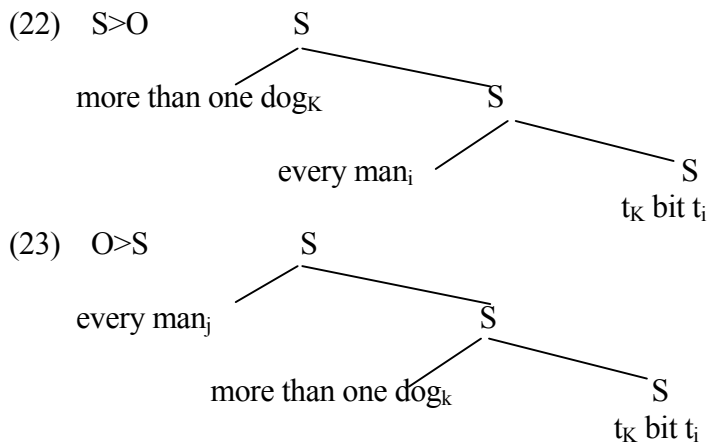 (22) S>O S
more than one dogK S
every mani S
tK bit ti
(23) O>S S
every manj S
more than one dogk S
tK bit ti